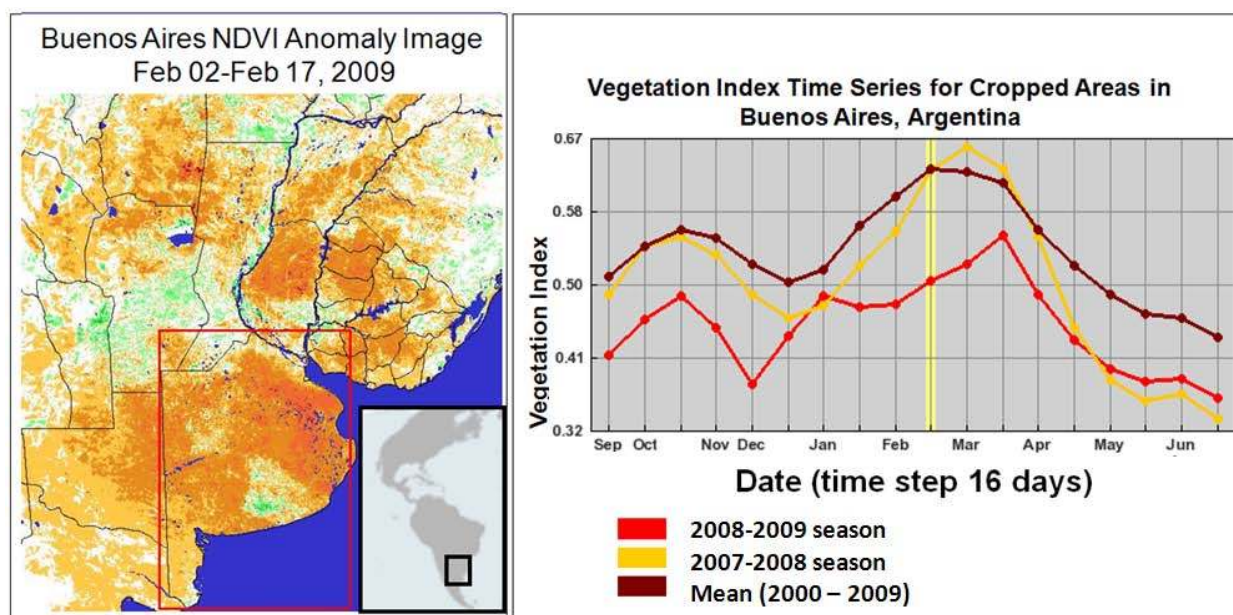 Buenos Aires NDVI Anomaly Image
Feb 02-Feb 17, 2009
Vegetation Index Time Series for Cropped Areas in
Buenos Aires, Argentina
Vegetation Index
0.67
0.58
0.50
0.41
0.32
Sep Oct Nov Dec Jan Feb Mar Apr May Jun
Date (time step 16 days)
2008-2009 season
2007-2008 season
Mean (2000 – 2009)